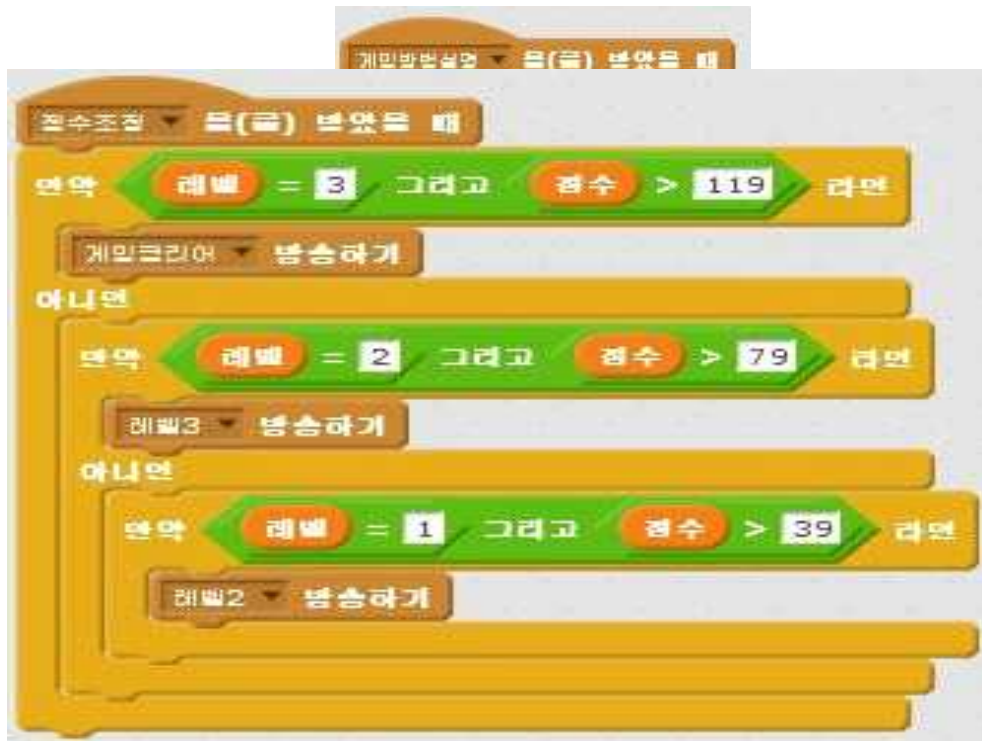 게임방법설명 을(를) 받았을 때
점수조정 을(를) 받았을 때
만약 레벨 = 3 그리고 점수 > 119 라면
게임클리어 방송하기
아니면
만약 레벨 = 2 그리고 점수 > 79 라면
레벨3 방송하기
아니면
만약 레벨 = 1 그리고 점수 > 39 라면
레벨2 방송하기